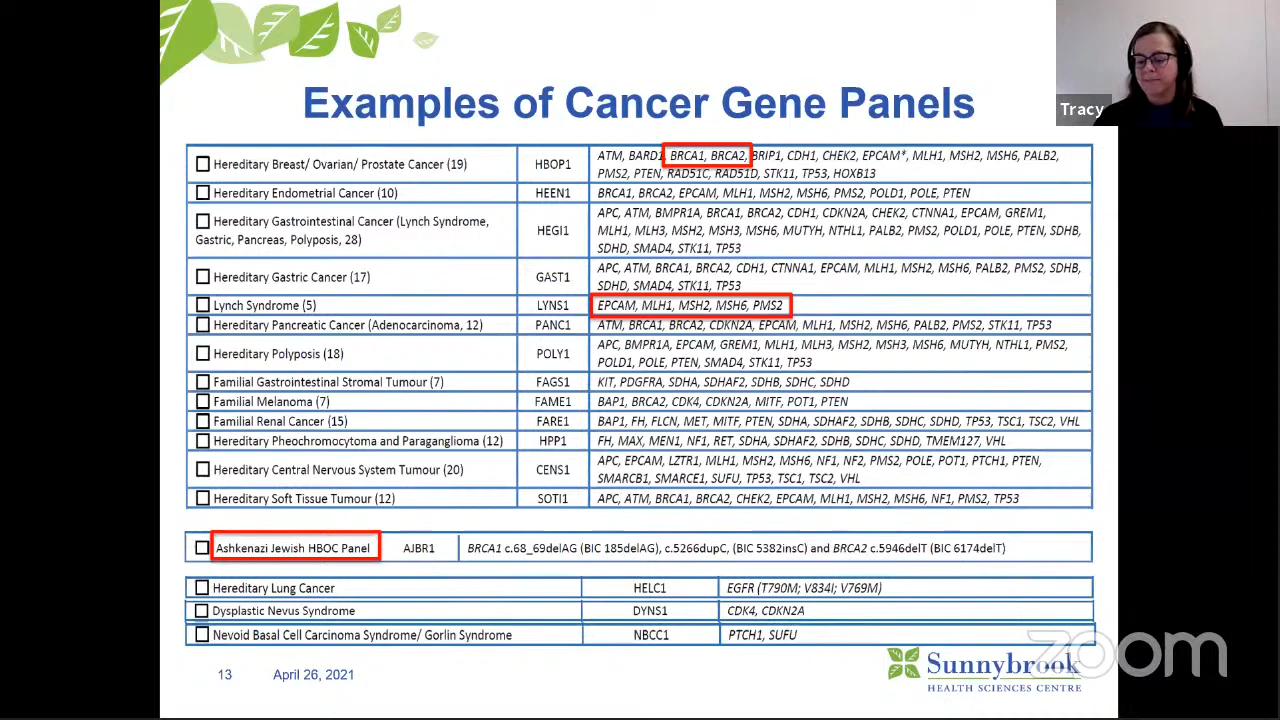 Tracy
Examples of Cancer Gene Panels
Hereditary Breast/ Ovarian/ Prostate Cancer (19) HBOP1 ATM, BARD1, BRCA1, BRCA2, BRIP1, CDH1, CHEK2, EPCAM*, MLH1, MSH2, MSH6, PALB2,
PMS2, PTEN, RAD51C, RAD51D, STK11, TP53, HOXB13
Hereditary Endometrial Cancer (10) HEEN1 BRCA1, BRCA2, EPCAM, MLH1, MSH2, MSH6, PMS2, POLD1, POLE, PTEN
Hereditary Gastrointestinal Cancer (Lynch Syndrome,
Gastric, Pancreas, Polyposis, 28) HEGI1 APC, ATM, BMPR1A, BRCA1, BRCA2, CDH1, CDKN2A, CHEK2, CTNNA1, EPCAM, GREM1,
MLH1, MLH3, MSH2, MSH3, MSH6, MUTYH, NTHL1, PALB2, PMS2, POLD1, POLE, PTEN, SDHB,
SDHD, SMAD4, STK11, TP53
Hereditary Gastric Cancer (17) GAST1 APC, ATM, BRCA1, BRCA2, CDH1, CTNNA1, EPCAM, MLH1, MSH2, MSH6, PALB2, PMS2, SDHB,
SDHD, SMAD4, STK11, TP53
Lynch Syndrome (5) LYNS1 EPCAM, MLH1, MSH2, MSH6, PMS2
Hereditary Pancreatic Cancer (Adenocarcinoma, 12) PANC1 ATM, BRCA1, BRCA2, CDKN2A, EPCAM, MLH1, MSH2, MSH6, PALB2, PMS2, STK11, TP53
Hereditary Polyposis (18) POLY1 APC, BMPR1A, EPCAM, GREM1, MLH1, MLH3, MSH2, MSH3, MSH6, MUTYH, NTHL1, PMS2,
POLD1, POLE, PTEN, SMAD4, STK11, TP53
Familial Gastrointestinal Stromal Tumour (7) FAGS1 KIT, PDGFRA, SDHA, SDHAF2, SDHB, SDHC, SDHD
Familial Melanoma (7) FAME1 BAP1, BRCA2, CDK4, CDKN2A, MITF, POT1, PTEN
Familial Renal Cancer (15) FARE1 BAP1, FH, FLCN, MET, MITF, PTEN, SDHA, SDHAF2, SDHB, SDHC, SDHD, TP53, TSC1, TSC2, VHL
Hereditary Pheochromocytoma and Paraganglioma (12) HPP1 FH, MAX, MEN1, NF1, RET, SDHA, SDHAF2, SDHB, SDHC, SDHD, TMEM127, VHL
Hereditary Central Nervous System Tumour (20) CENS1 APC, EPCAM, LZTR1, MLH1, MSH2, MSH6, NF1, NF2, PMS2, POLE, POT1, PTCH1, PTEN,
SMARCB1, SMARCE1, SUFU, TP53, TSC1, TSC2, VHL
Hereditary Soft Tissue Tumour (12) SOTI1 APC, ATM, BRCA1, BRCA2, CHEK2, EPCAM, MLH1, MSH2, MSH6, NF1, PMS2, TP53
Ashkenazi Jewish HBOC Panel AJBR1 BRCA1 c.68_69delAG (BIC 185delAG), c.5266dupC, (BIC 5382insC) and BRCA2 c.5946delT (BIC 6174delT)
Hereditary Lung Cancer HELC1 EGFR (T790M; V834I; V769M)
Dysplastic Nevus Syndrome DYNS1 CDK4, CDKN2A
Nevoid Basal Cell Carcinoma Syndrome/ Gorlin Syndrome NBCC1 PTCH1, SUFU
13 April 26, 2021
Sunnybrook
HEALTH SCIENCES CENTRE
zoom